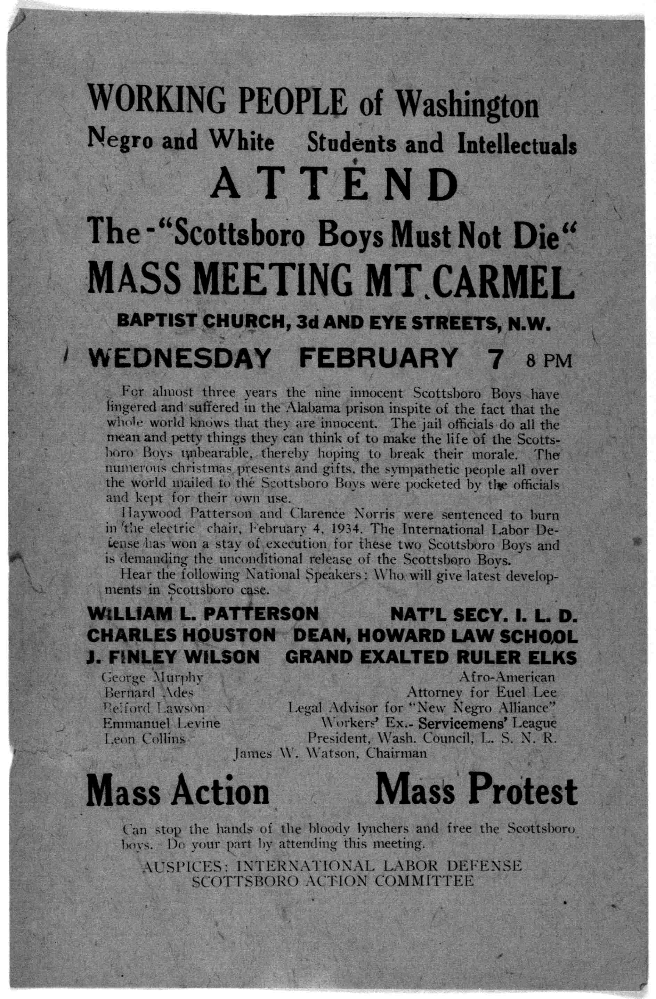 WORKING PEOPLE of Washington
Negro and White Students and Intellectuals
ATTEND
The - "Scottsboro Boys Must Not Die"
MASS MEETING MT. CARMEL
BAPTIST CHURCH, 3d AND EYE STREETS, N.W.
WEDNESDAY FEBRUARY 7 8 PM
For almost three years the nine innocent Scottsboro Boys have
lingered and suffered in the Alabama prison inspite of the fact that the
whole world knows that they are innocent. The jail officials do all the
mean and petty things they can think of to make the life of the Scotts-
boro Boys unbearable, thereby hoping to break their morale. The
numerous christmas presents and gifts, the sympathetic people all over
the world mailed to the Scottsboro Boys were pocketed by the officials
and kept for their own use.
Haywood Patterson and Clarence Norris were sentenced to burn
in the electric chair, February 4, 1934. The International Labor De-
fense has won a stay of execution for these two Scottsboro Boys and
is demanding the unconditional release of the Scottsboro Boys.
Hear the following National Speakers: Who will give latest develop-
ments in Scottsboro case.
WILLIAM L. PATTERSON NAT'L SECY. I. L. D.
CHARLES HOUSTON DEAN, HOWARD LAW SCHOOL
J. FINLEY WILSON GRAND EXALTED RULER ELKS
George Murphy Afro-American
Bernard Ades Attorney for Euel Lee
Belford Lawson Legal Advisor for "New Negro Alliance"
Emmanuel Levine Workers' Ex.- Servicemens' League
Leon Collins President, Wash. Council, L. S. N. R.
James W. Watson, Chairman
Mass Action Mass Protest
Can stop the hands of the bloody lynchers and free the Scottsboro
boys. Do your part by attending this meeting.
AUSPICES: INTERNATIONAL LABOR DEFENSE
SCOTTSBORO ACTION COMMITTEE